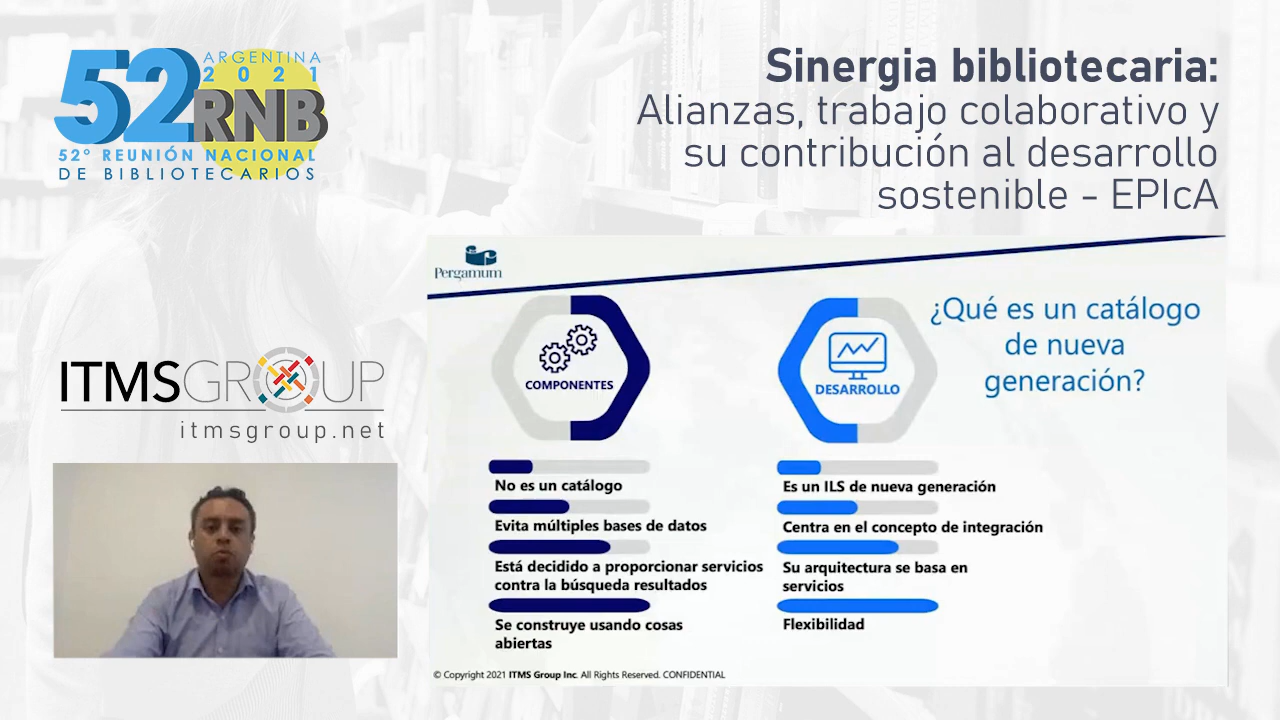 52 ARGENTINA
2021
RNB
52º REUNIÓN NACIONAL
DE BIBLIOTECARIOS
Sinergia bibliotecaria:
Alianzas, trabajo colaborativo y
su contribución al desarrollo
sostenible - EPIcA
ITMSGROUP
itmsgroup.net
Pergamum
¿Qué es un catálogo
de nueva
generación?
COMPONENTES
No es un catálogo
Evita múltiples bases de datos
Está decidido a proporcionar servicios
contra la búsqueda resultados
Se construye usando cosas
abiertas
DESARROLLO
Es un ILS de nueva generación
Centra en el concepto de integración
Su arquitectura se basa en
servicios
Flexibilidad
© Copyright 2021 ITMS Group Inc. All Rights Reserved. CONFIDENTIAL